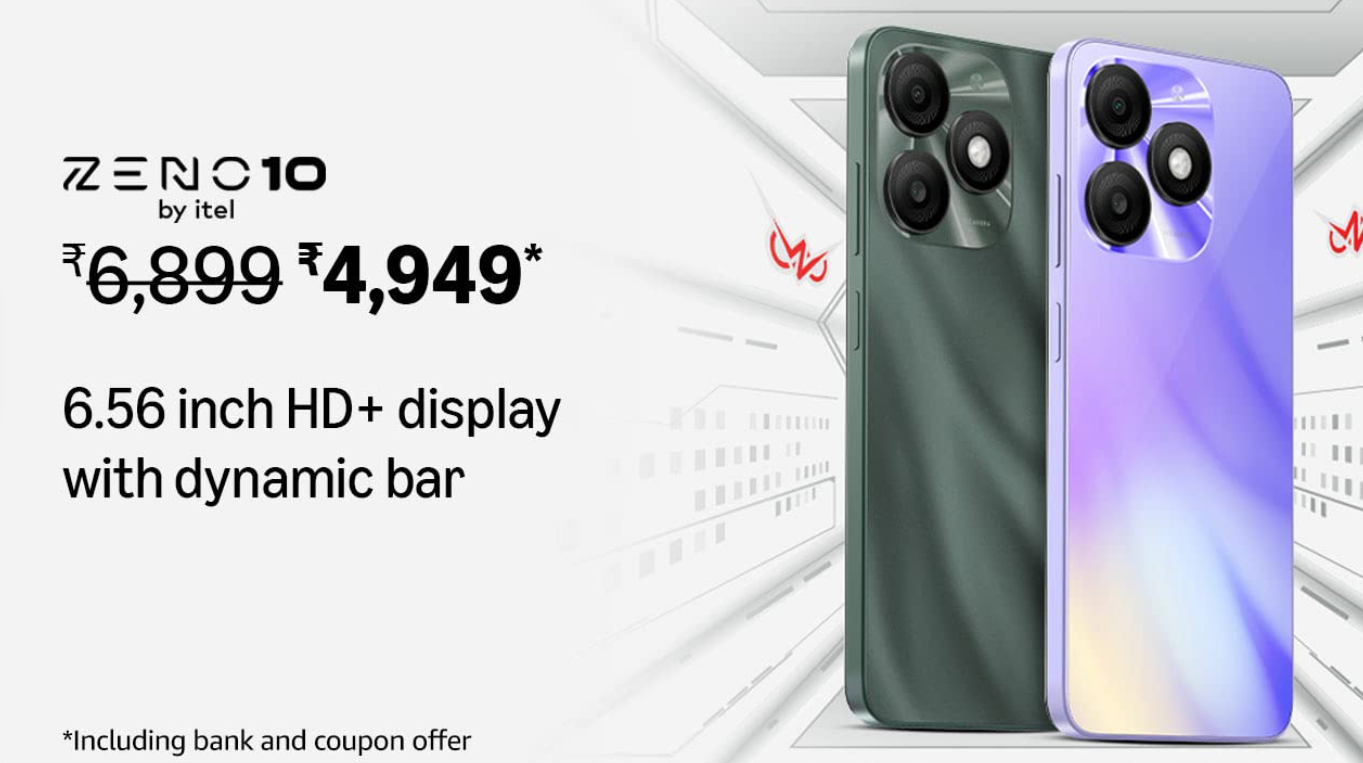 ZENO10
by itel
₹6,899 ₹4,949*
6.56 inch HD+ display
with dynamic bar
*Including bank and coupon offer